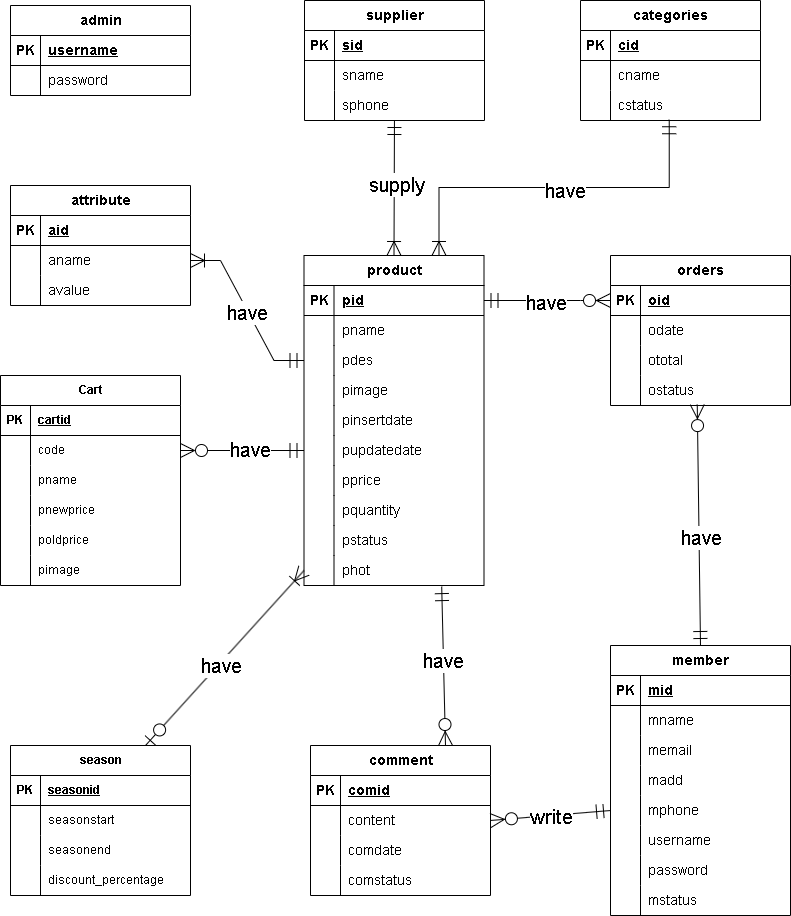 admin
PK username
password
supplier
PK sid
sname
sphone
categories
PK cid
cname
cstatus
supply
have
attribute
PK aid
aname
avalue
have
product
PK pid
pname
pdes
pimage
pinsertdate
pupdatedate
pprice
pquantity
pstatus
phot
have
orders
PK oid
odate
ototal
ostatus
Cart
PK cartid
code
pname
pnewprice
poldprice
pimage
have
have
have
have
season
PK seasonid
seasonstart
seasonend
discount_percentage
comment
PK comid
content
comdate
comstatus
write
member
PK mid
mname
memail
madd
mphone
username
password
mstatus